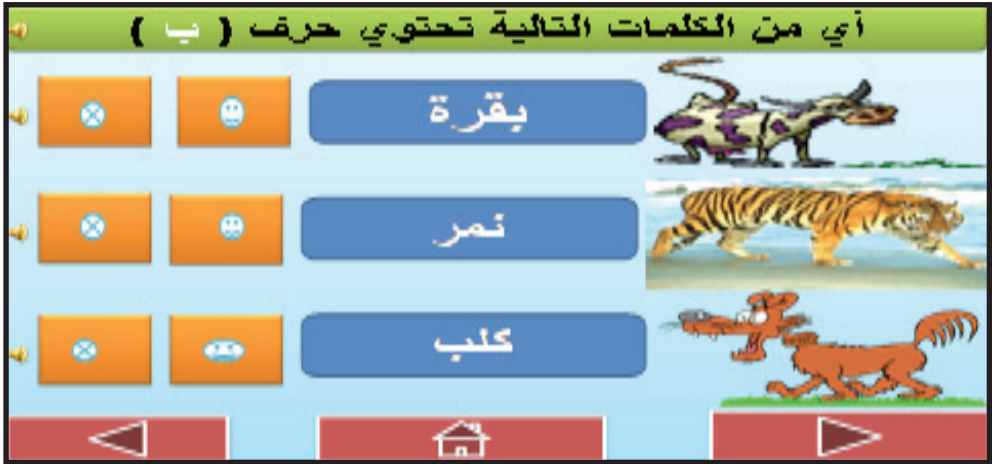 أي من الكلمات التالية تحتوي حرف ( ب )
بقرة
نمر
كلب